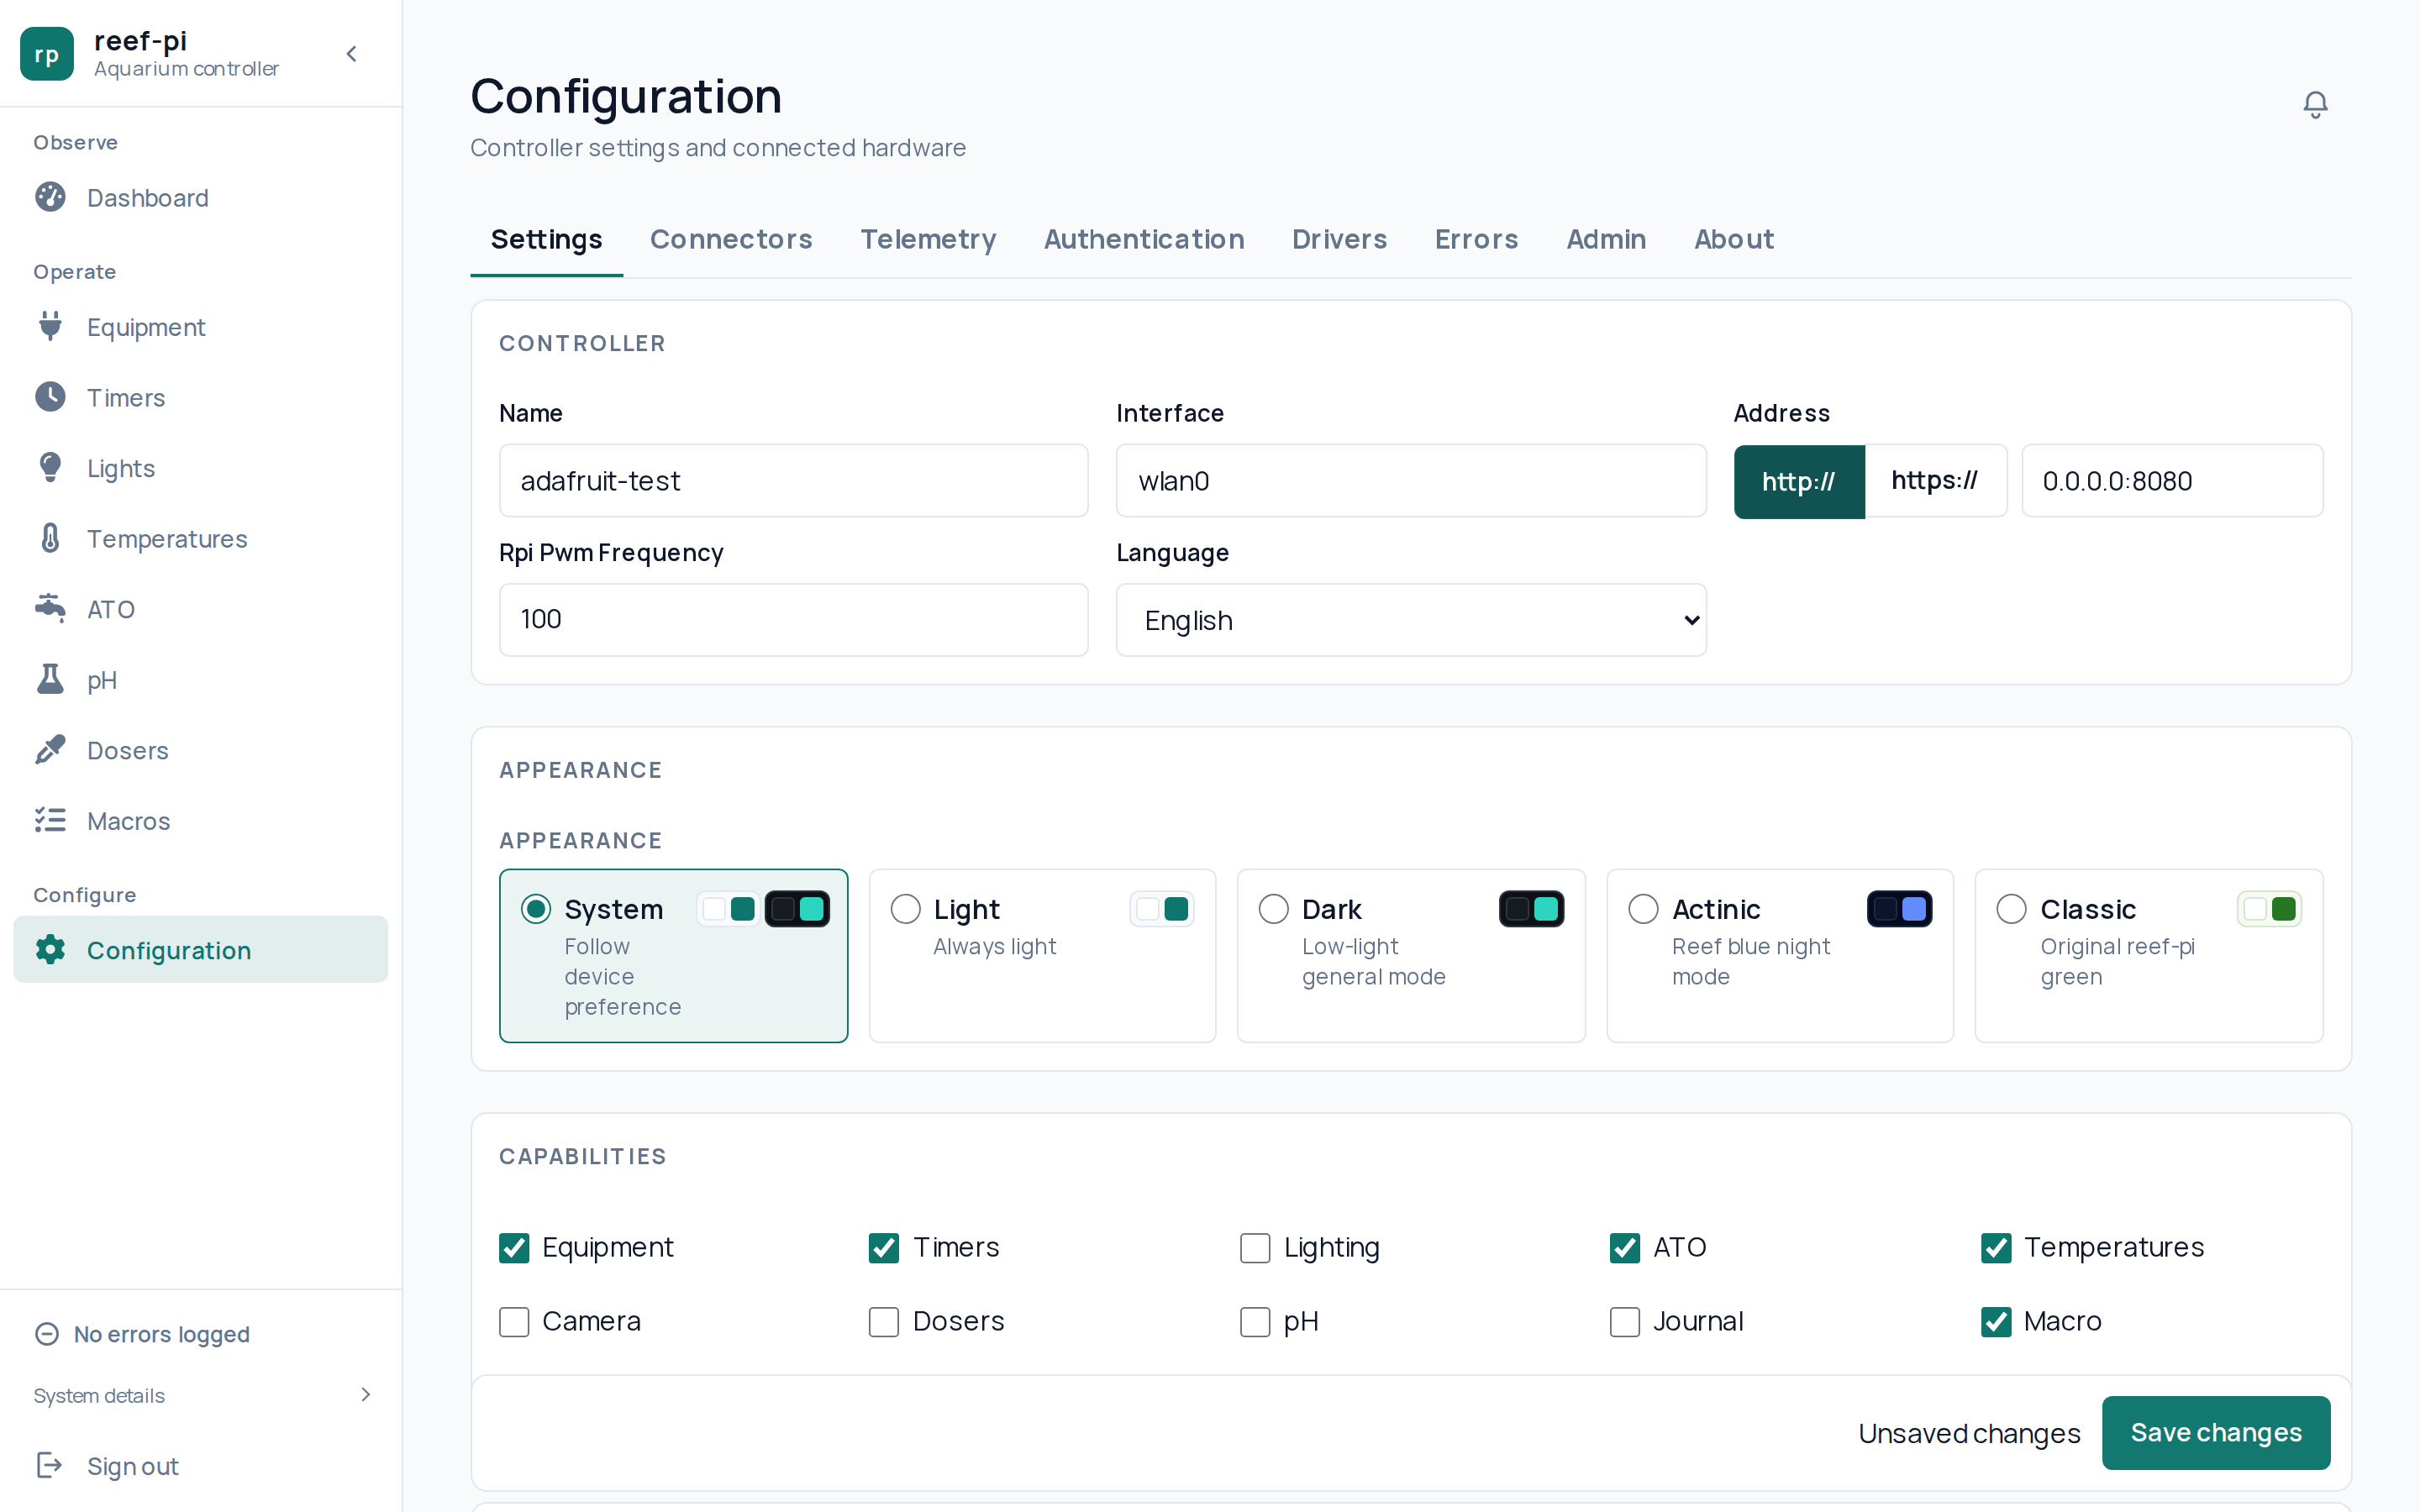 rp
reef-pi
Aquarium controller
Observe
Dashboard
Operate
Equipment
Timers
Lights
Temperatures
ATO
pH
Dosers
Macros
Configure
Configuration
No errors logged
System details
Sign out
Configuration
Controller settings and connected hardware
Settings Connectors Telemetry Authentication Drivers Errors Admin About
CONTROLLER
Name Interface Address
adafruit-test wlan0 http:// https:// 0.0.0.0:8080
Rpi Pwm Frequency Language
100 English
APPEARANCE
APPEARANCE
System Light Dark Actinic Classic
Follow device preference Always light Low-light general mode Reef blue night mode Original reef-pi green
CAPABILITIES
Equipment Timers Lighting ATO Temperatures
Camera Dosers pH Journal Macro
Unsaved changes Save changes